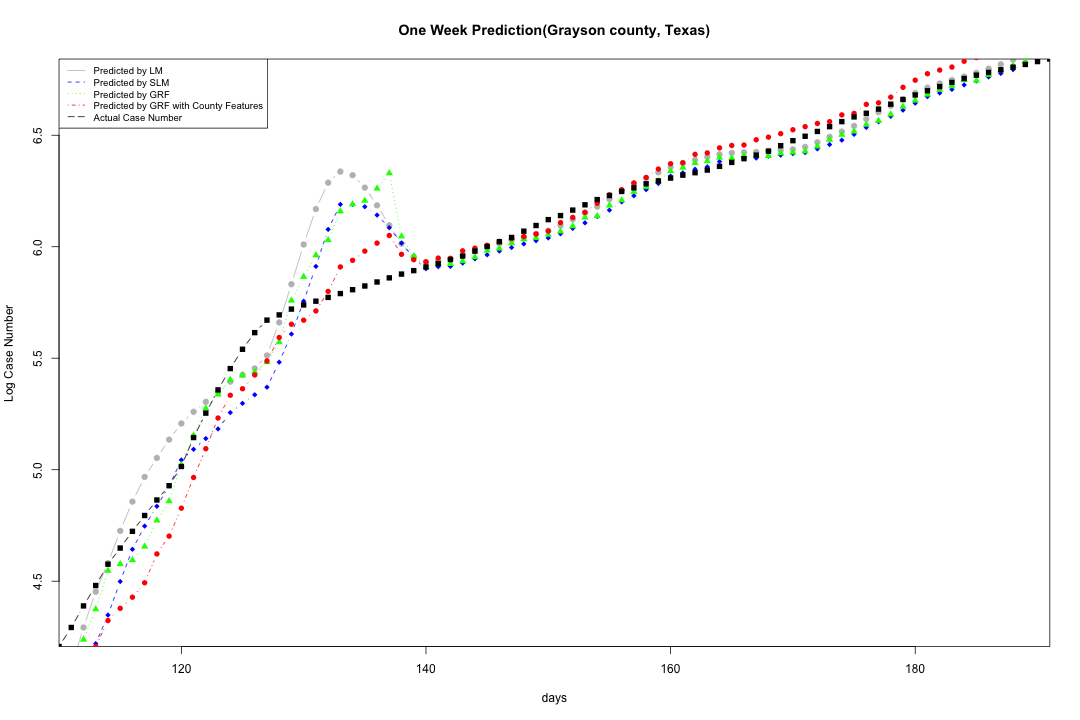 One Week Prediction(Grayson county, Texas)
Predicted by LM
Predicted by SLM
Predicted by GRF
Predicted by GRF with County Features
Actual Case Number
6.5
6.0
5.5
5.0
4.5
Log Case Number
120 140 160 180
days